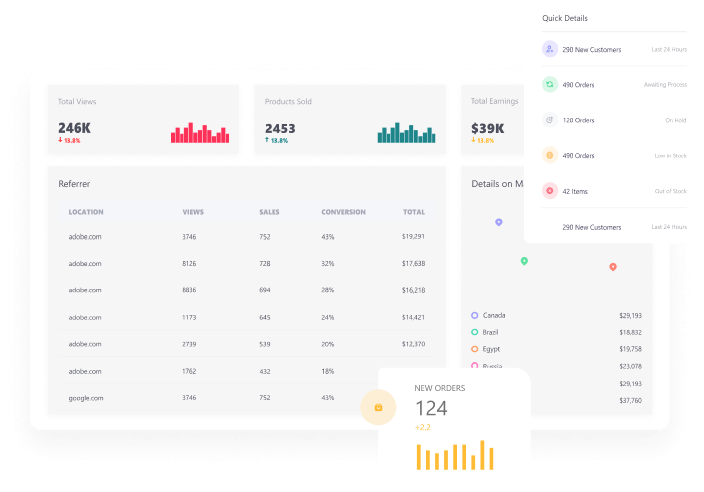 Quick Details
290 New Customers Last 24 Hours
490 Orders Awaiting Process
120 Orders On Hold
490 Orders Low in Stock
42 Items Out of Stock
290 New Customers Last 24 Hours
Total Views
246K
13.8%
Products Sold
2453
13.8%
Total Earnings
$39K
13.8%
Referrer
LOCATION VIEWS SALES CONVERSION TOTAL
adobe.com 3746 752 43% $19,291
adobe.com 8126 728 32% $17,638
adobe.com 8836 694 28% $16,218
adobe.com 1173 645 24% $14,421
adobe.com 2739 539 20% $12,370
adobe.com 1762 432 18%
google.com 3746 752 43%
Details on M
Canada $29,193
Brazil $18,832
Egypt $19,758
Russia $23,078
$29,193
$37,760
NEW ORDERS
124
+2.2